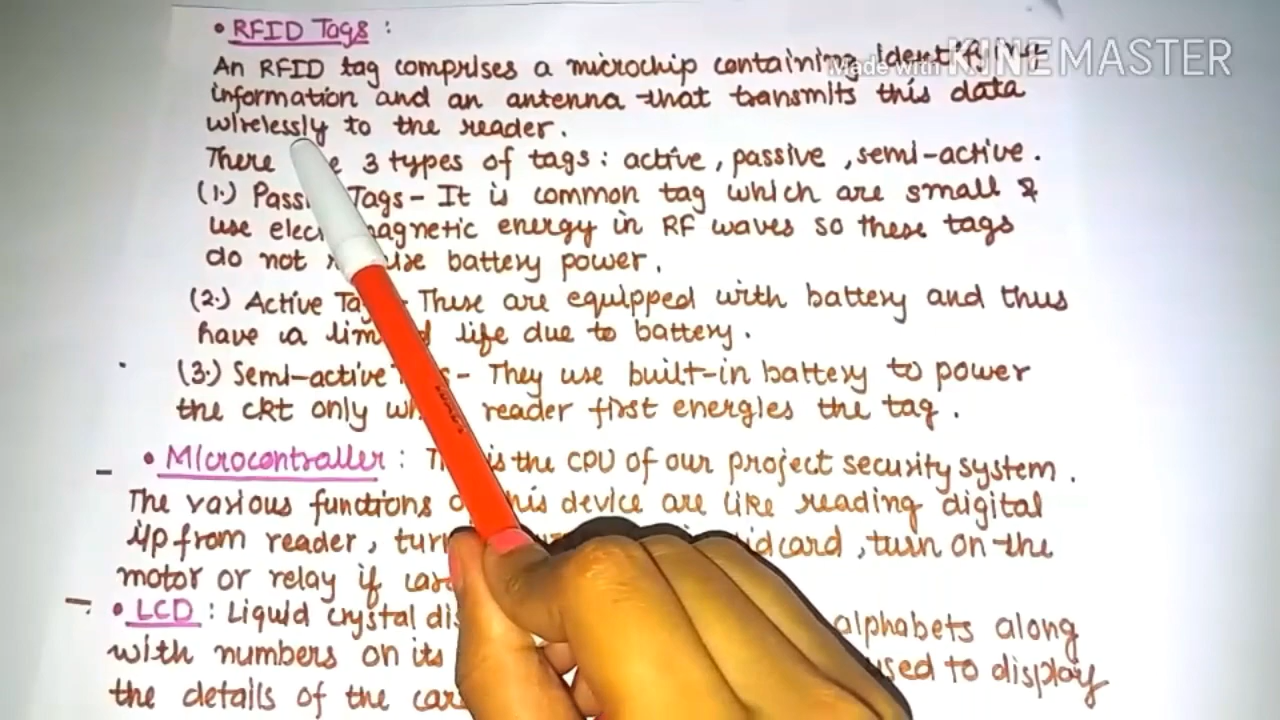 • RFID Tags :
An RFID tag comprises a microchip containing
Made with KINEMASTER
information and an antenna that transmits this data
wirelessly to the reader.
There 3 types of tags : active, passive, semi-active.
(1.) Tags - It is common tag which are small &
use energy in RF waves so these tags
do not battery power.
(2.) Active - These are equipped with battery and thus
have a life due to battery.
(3.) Semi-active - They use built-in battery to power
the ckt only reader first energies the tag.
• Microcontroller : is the CPU of our project security system.
The various functions device are like reading digital
i/p from reader, card, turn on the
motor or relay if
• LCD : Liquid crystal alphabets along
with numbers on its used to display
the details of the